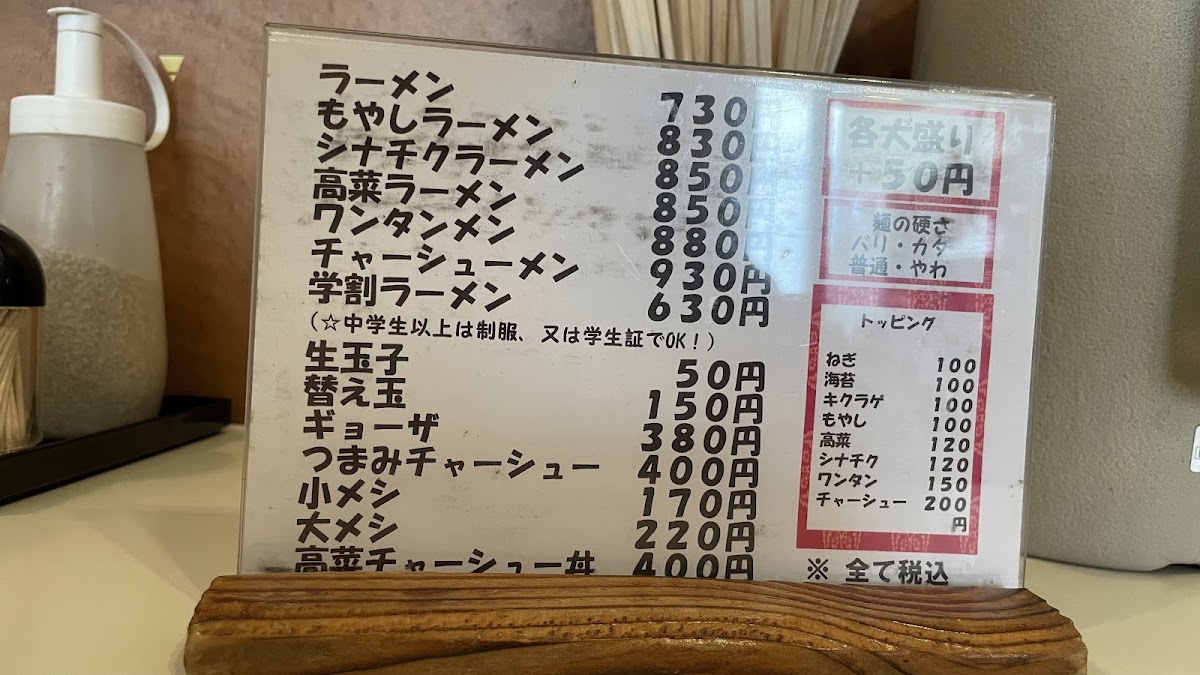 ラーメン 730円
もやしラーメン 830円
シナチクラーメン 850円
高菜ラーメン 850円
ワンタンメン 880円
チャーシューメン 930円
学割ラーメン 630円
(☆中学生以上は制服、又は学生証でOK!)
生玉子 50円
替え玉 150円
ギョーザ 380円
つまみチャーシュー 400円
小メシ 170円
大メシ 220円
高菜チャーシュー丼 400円
各大盛り
+50円
麺の硬さ
バリ・カタ
普通・やわ
トッピング
ねぎ 100
海苔 100
キクラゲ 100
もやし 100
高菜 120
シナチク 120
ワンタン 150
チャーシュー 200
円
※ 全て税込